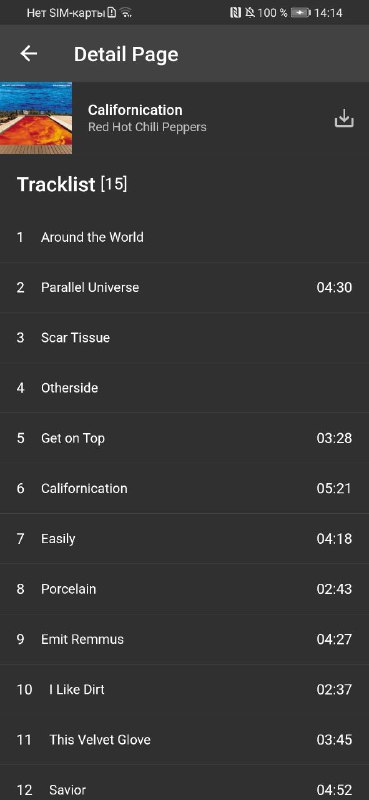 Нет SIM-карты 100 % 14:14
Detail Page
Californication
Red Hot Chili Peppers
Tracklist [15]
1 Around the World
2 Parallel Universe 04:30
3 Scar Tissue
4 Otherside
5 Get on Top 03:28
6 Californication 05:21
7 Easily 04:18
8 Porcelain 02:43
9 Emit Remmus 04:27
10 I Like Dirt 02:37
11 This Velvet Glove 03:45
12 Savior 04:52